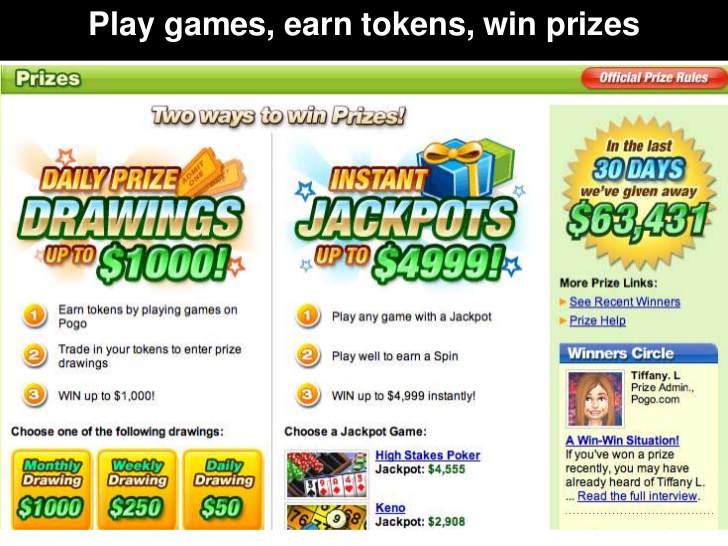 Play games, earn tokens, win prizes
Prizes
Official Prize Rules
Two ways to win Prizes!
DAILY PRIZE
ADMIT ONE
DRAWINGS
UP TO $1000!
1 Earn tokens by playing games on
Pogo
2 Trade in your tokens to enter prize
drawings
3 WIN up to $1,000!
Choose one of the following drawings:
Monthly
Drawing
$1000
Weekly
Drawing
$250
Daily
Drawing
$50
INSTANT
JACKPOTS
UP TO $4999!
1 Play any game with a Jackpot
2 Play well to earn a Spin
3 WIN up to $4,999 instantly!
Choose a Jackpot Game:
High Stakes Poker
Jackpot: $4,555
Keno
Jackpot: $2,908
In the last
30 DAYS
we've given away
$63,431
More Prize Links:
See Recent Winners
Prize Help
Winners Circle
Tiffany. L
Prize Admin.,
Pogo.com
A Win-Win Situation!
If you've won a prize
recently, you may have
already heard of Tiffany L.
... Read the full interview.